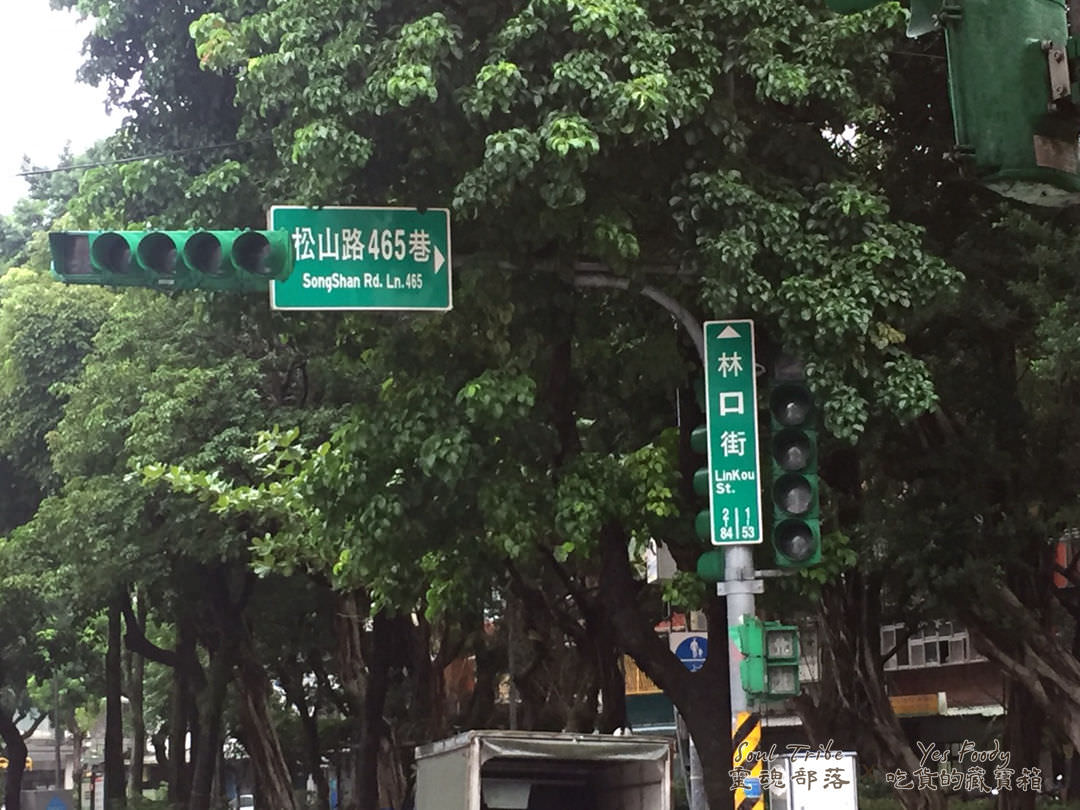 松山路465巷
SongShan Rd. Ln.465
林口街
LinKou
St.
2 1
84 53
Soul Tribe
靈魂部落
Yes Foody
吃貨的藏寶箱